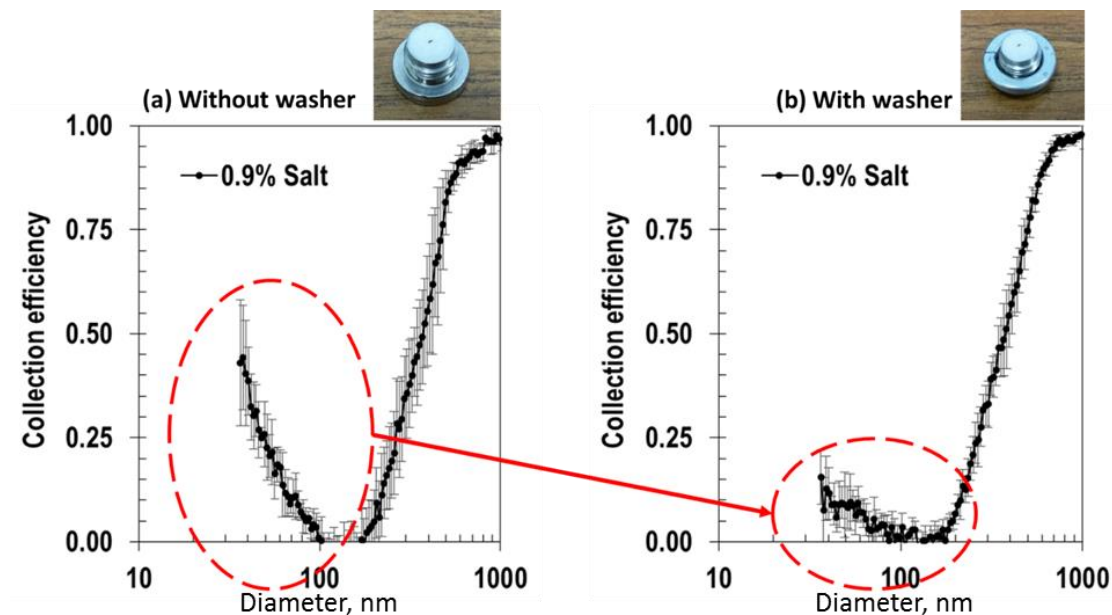 (a) Without washer
(b) With washer
1.00
0.75
0.50
0.25
0.00
Collection efficiency
0.9% Salt
10
100
1000
Diameter, nm
1.00
0.75
0.50
0.25
0.00
Collection efficiency
0.9% Salt
10
100
1000
Diameter, nm